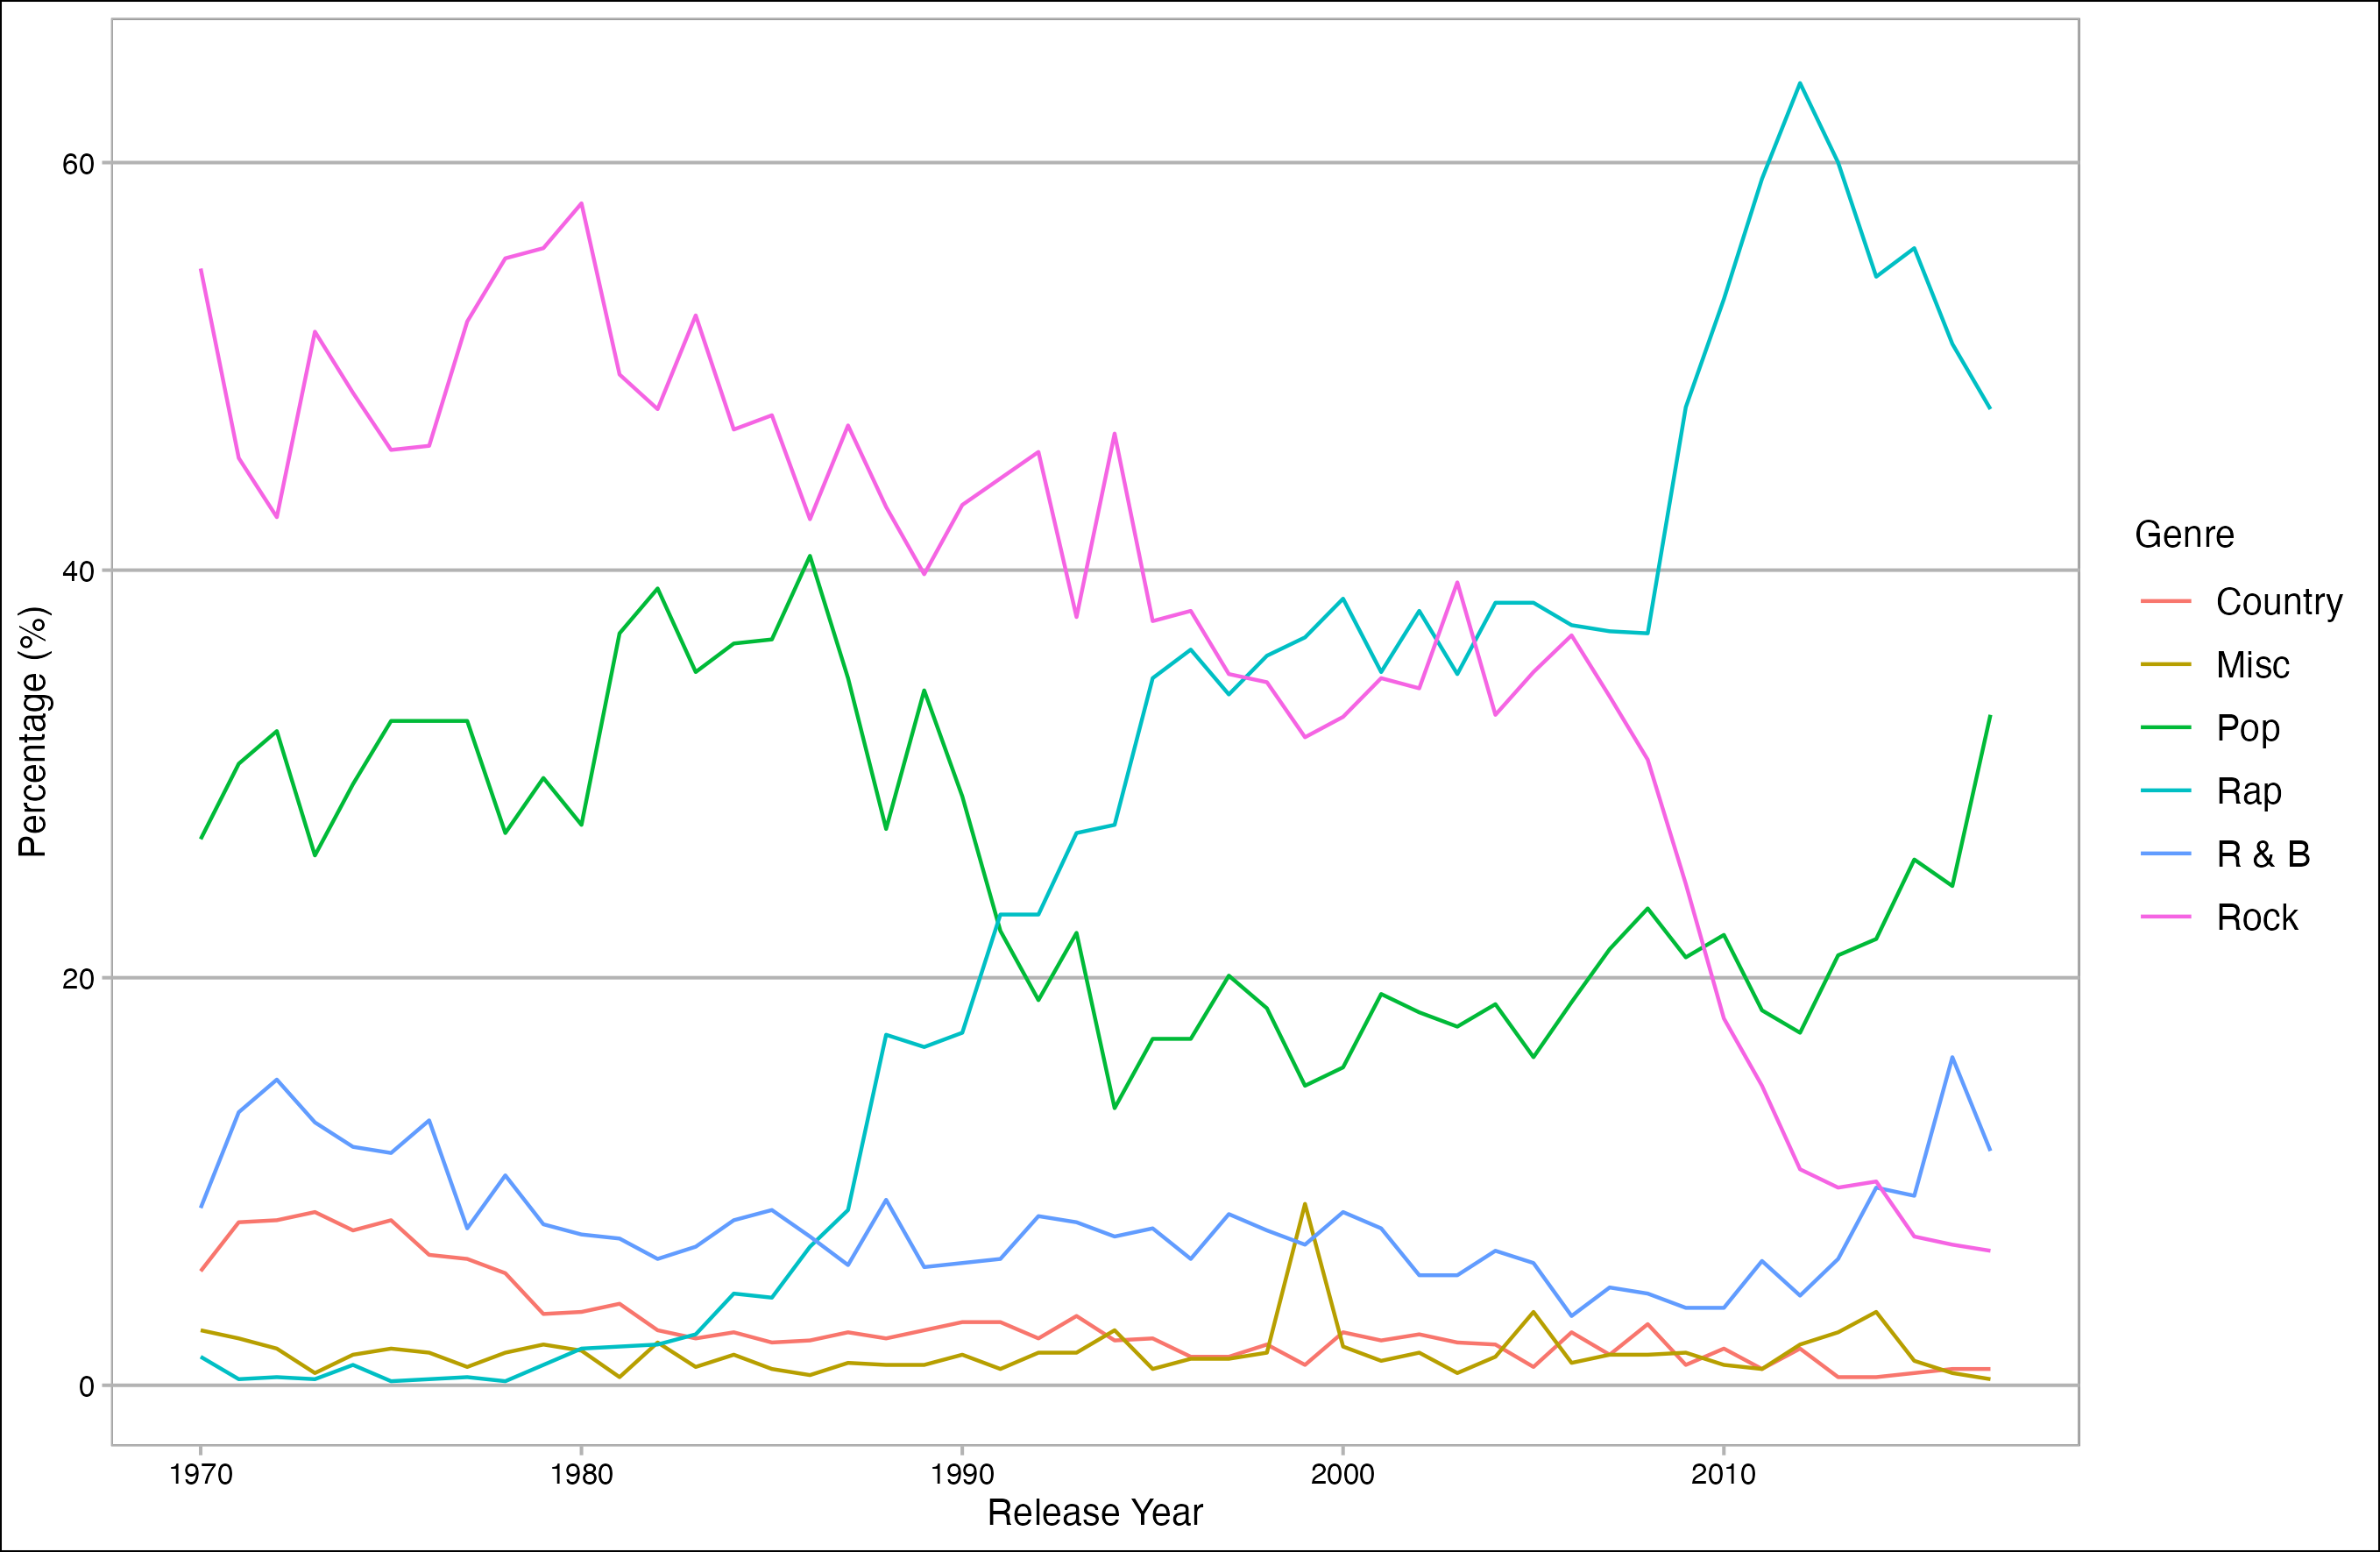 60
40
20
0
Percentage (%)
1970 1980 1990 2000 2010
Release Year
Genre
Country
Misc
Pop
Rap
R & B
Rock